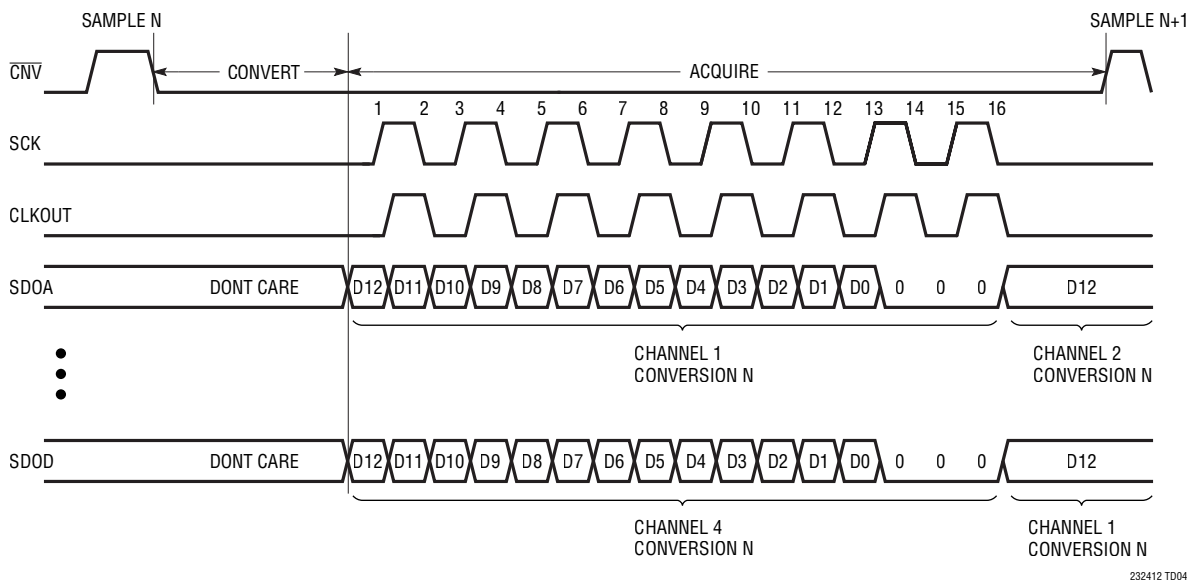 SAMPLE N SAMPLE N+1
CNV CONVERT ACQUIRE
1 2 3 4 5 6 7 8 9 10 11 12 13 14 15 16
SCK
CLKOUT
SDOA DONT CARE D12 D11 D10 D9 D8 D7 D6 D5 D4 D3 D2 D1 D0 0 0 0 D12
CHANNEL 1 CHANNEL 2
CONVERSION N CONVERSION N
SDOD DONT CARE D12 D11 D10 D9 D8 D7 D6 D5 D4 D3 D2 D1 D0 0 0 0 D12
CHANNEL 4 CHANNEL 1
CONVERSION N CONVERSION N
232412 TD04